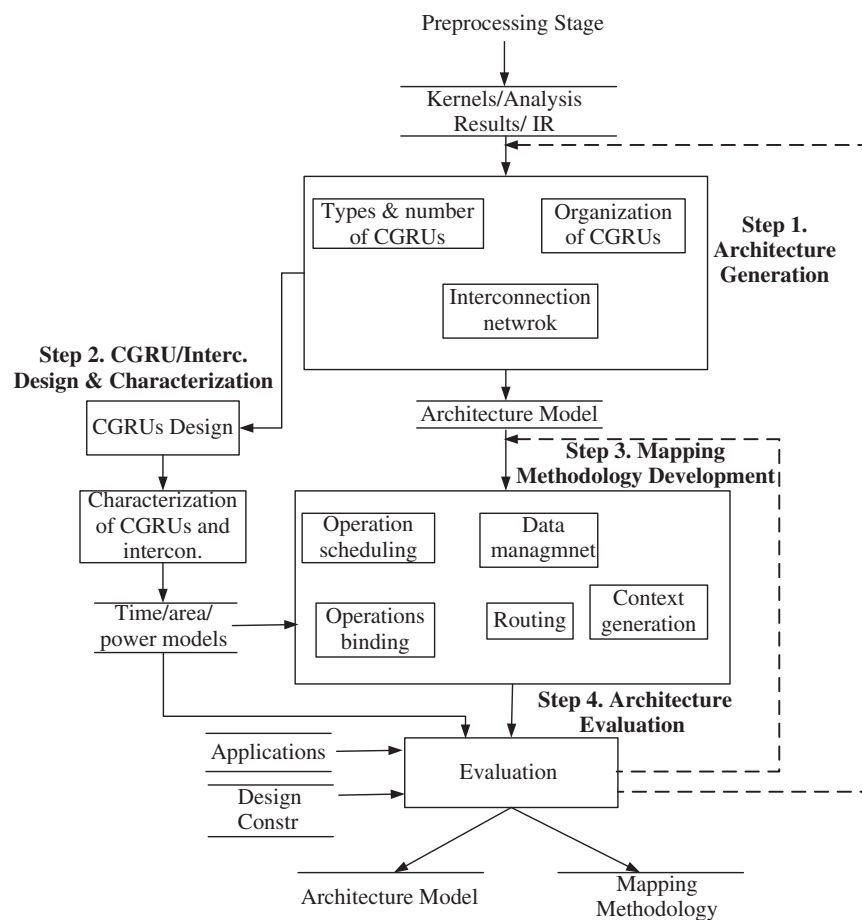 Preprocessing Stage
Kernels/Analysis
Results/ IR
Types & number
of CGRUs
Organization
of CGRUs
Step 1.
Architecture
Generation
Interconnection
netwrok
Step 2. CGRU/Interc.
Design & Characterization
CGRUs Design
Architecture Model
Step 3. Mapping
Methodology Development
Characterization
of CGRUs and
intercon.
Operation
scheduling
Data
managmnet
Time/area/
power models
Operations
binding
Routing
Context
generation
Step 4. Architecture
Evaluation
Applications
Evaluation
Design
Constr
Architecture Model
Mapping
Methodology